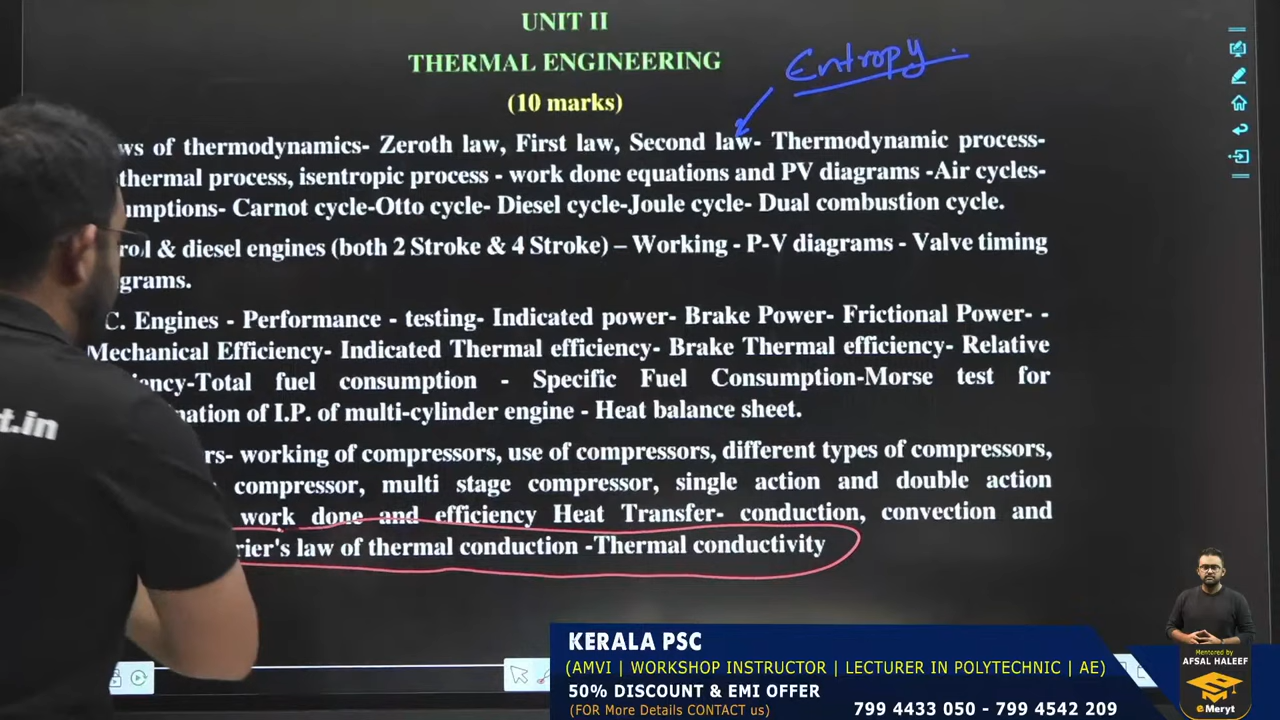 UNIT II
THERMAL ENGINEERING
Entropy
(10 marks)
ws of thermodynamics- Zeroth law, First law, Second law- Thermodynamic process-
thermal process, isentropic process - work done equations and PV diagrams -Air cycles-
umptions- Carnot cycle-Otto cycle- Diesel cycle-Joule cycle- Dual combustion cycle.
rol & diesel engines (both 2 Stroke & 4 Stroke) – Working - P-V diagrams - Valve timing
grams.
C. Engines - Performance - testing- Indicated power- Brake Power- Frictional Power- -
Mechanical Efficiency- Indicated Thermal efficiency- Brake Thermal efficiency- Relative
iency-Total fuel consumption - Specific Fuel Consumption-Morse test for
nation of I.P. of multi-cylinder engine - Heat balance sheet.
t.in
rs- working of compressors, use of compressors, different types of compressors,
compressor, multi stage compressor, single action and double action
work done and efficiency Heat Transfer- conduction, convection and
rier's law of thermal conduction -Thermal conductivity
KERALA PSC
(AMVI | WORKSHOP INSTRUCTOR | LECTURER IN POLYTECHNIC | AE)
50% DISCOUNT & EMI OFFER
(FOR More Details CONTACT us) 799 4433 050 - 799 4542 209
Mentored by
AFSAL HALEEF
eMeryt